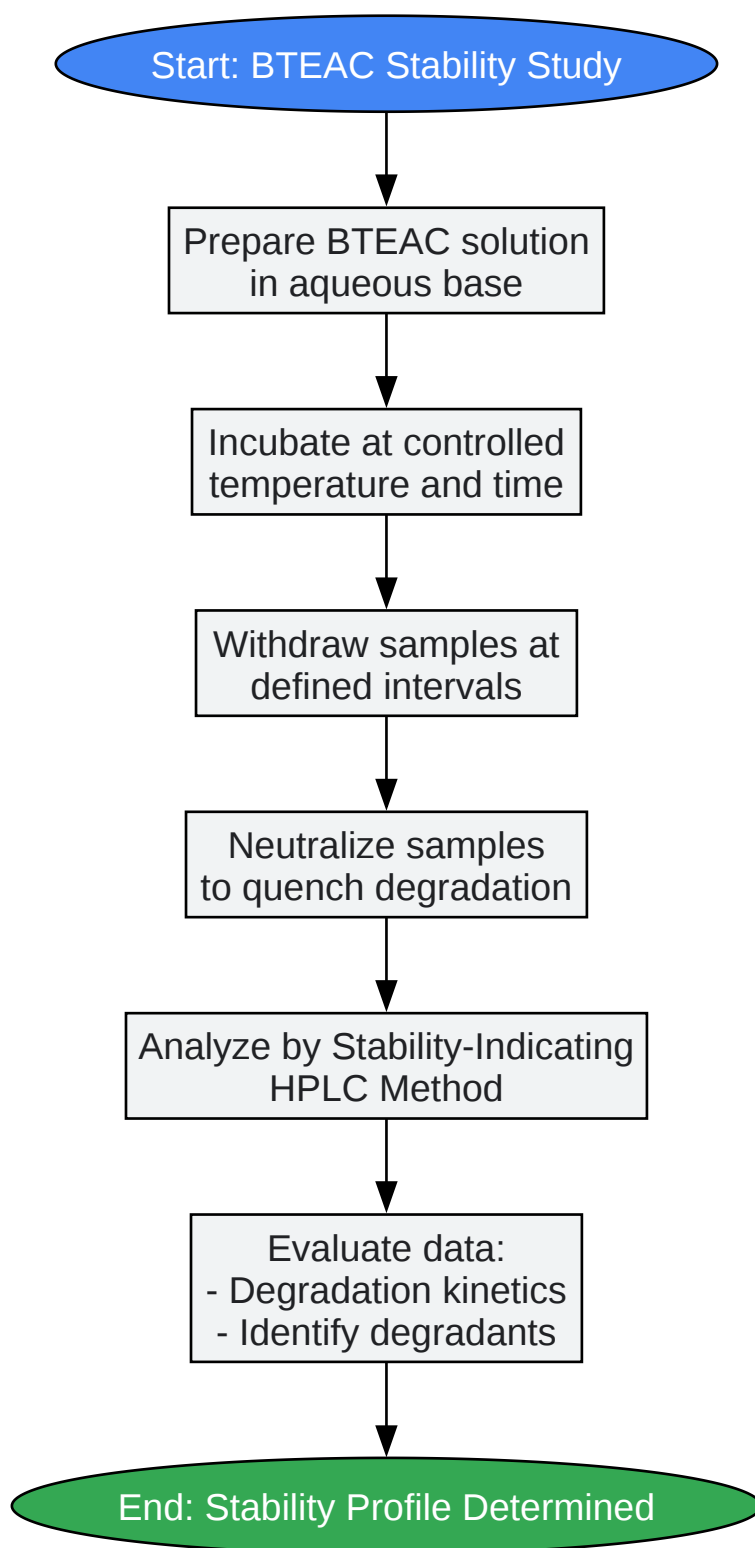 Start: BTEAC Stability Study
Prepare BTEAC solution
in aqueous base
Incubate at controlled
temperature and time
Withdraw samples at
defined intervals
Neutralize samples
to quench degradation
Analyze by Stability-Indicating
HPLC Method
Evaluate data:
- Degradation kinetics
- Identify degradants
End: Stability Profile Determined